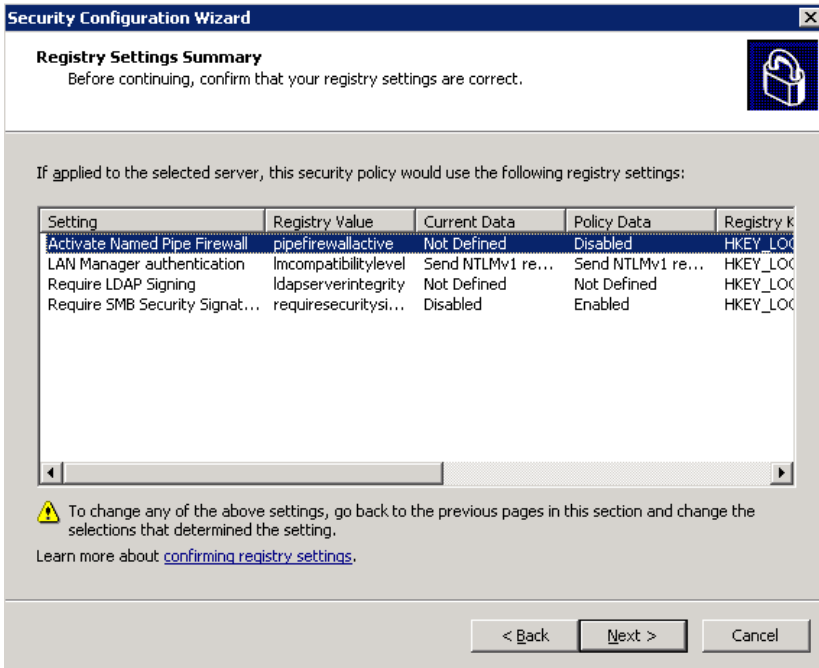 Security Configuration Wizard
Registry Settings Summary
Before continuing, confirm that your registry settings are correct.
If applied to the selected server, this security policy would use the following registry settings:
Setting Registry Value Current Data Policy Data Registry K
Activate Named Pipe Firewall pipefirewallactive Not Defined Disabled HKEY_LOC
LAN Manager authentication lmcompatibilitylevel Send NTLMv1 re... Send NTLMv1 re... HKEY_LOC
Require LDAP Signing ldapserverintegrity Not Defined Not Defined HKEY_LOC
Require SMB Security Signat... requiresecuritysi... Disabled Enabled HKEY_LOC
To change any of the above settings, go back to the previous pages in this section and change the
selections that determined the setting.
Learn more about confirming registry settings.
< Back Next > Cancel